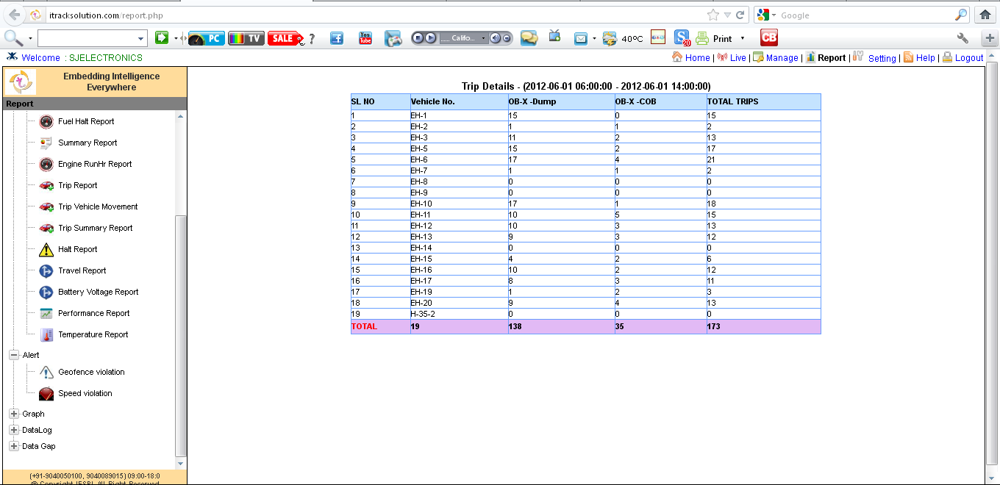 itracksolution.com/report.php
Google
PC TV SALE ? f You Tube ...... Califo... 40°C S 20 Print CB
Welcome : SJELECTRONICS
Home | Live | Manage | Report | Setting | Help | Logout
Embedding Intelligence
Everywhere
Report
Fuel Halt Report
Summary Report
Engine RunHr Report
Trip Report
Trip Vehicle Movement
Trip Summary Report
Halt Report
Travel Report
Battery Voltage Report
Performance Report
Temperature Report
Alert
Geofence violation
Speed violation
Graph
DataLog
Data Gap
(+91-9040050100, 9040089015) 09:00-18:0
@ Copyright IESPL All Right Reserved
Trip Details - (2012-06-01 06:00:00 - 2012-06-01 14:00:00)
SL NO Vehicle No. OB-X -Dump OB-X -COB TOTAL TRIPS
1 EH-1 15 0 15
2 EH-2 1 1 2
3 EH-3 11 2 13
4 EH-5 15 2 17
5 EH-6 17 4 21
6 EH-7 1 1 2
7 EH-8 0 0 0
8 EH-9 0 0 0
9 EH-10 17 1 18
10 EH-11 10 5 15
11 EH-12 10 3 13
12 EH-13 9 3 12
13 EH-14 0 0 0
14 EH-15 4 2 6
15 EH-16 10 2 12
16 EH-17 8 3 11
17 EH-19 1 2 3
18 EH-20 9 4 13
19 H-35-2 0 0 0
TOTAL 19 138 35 173